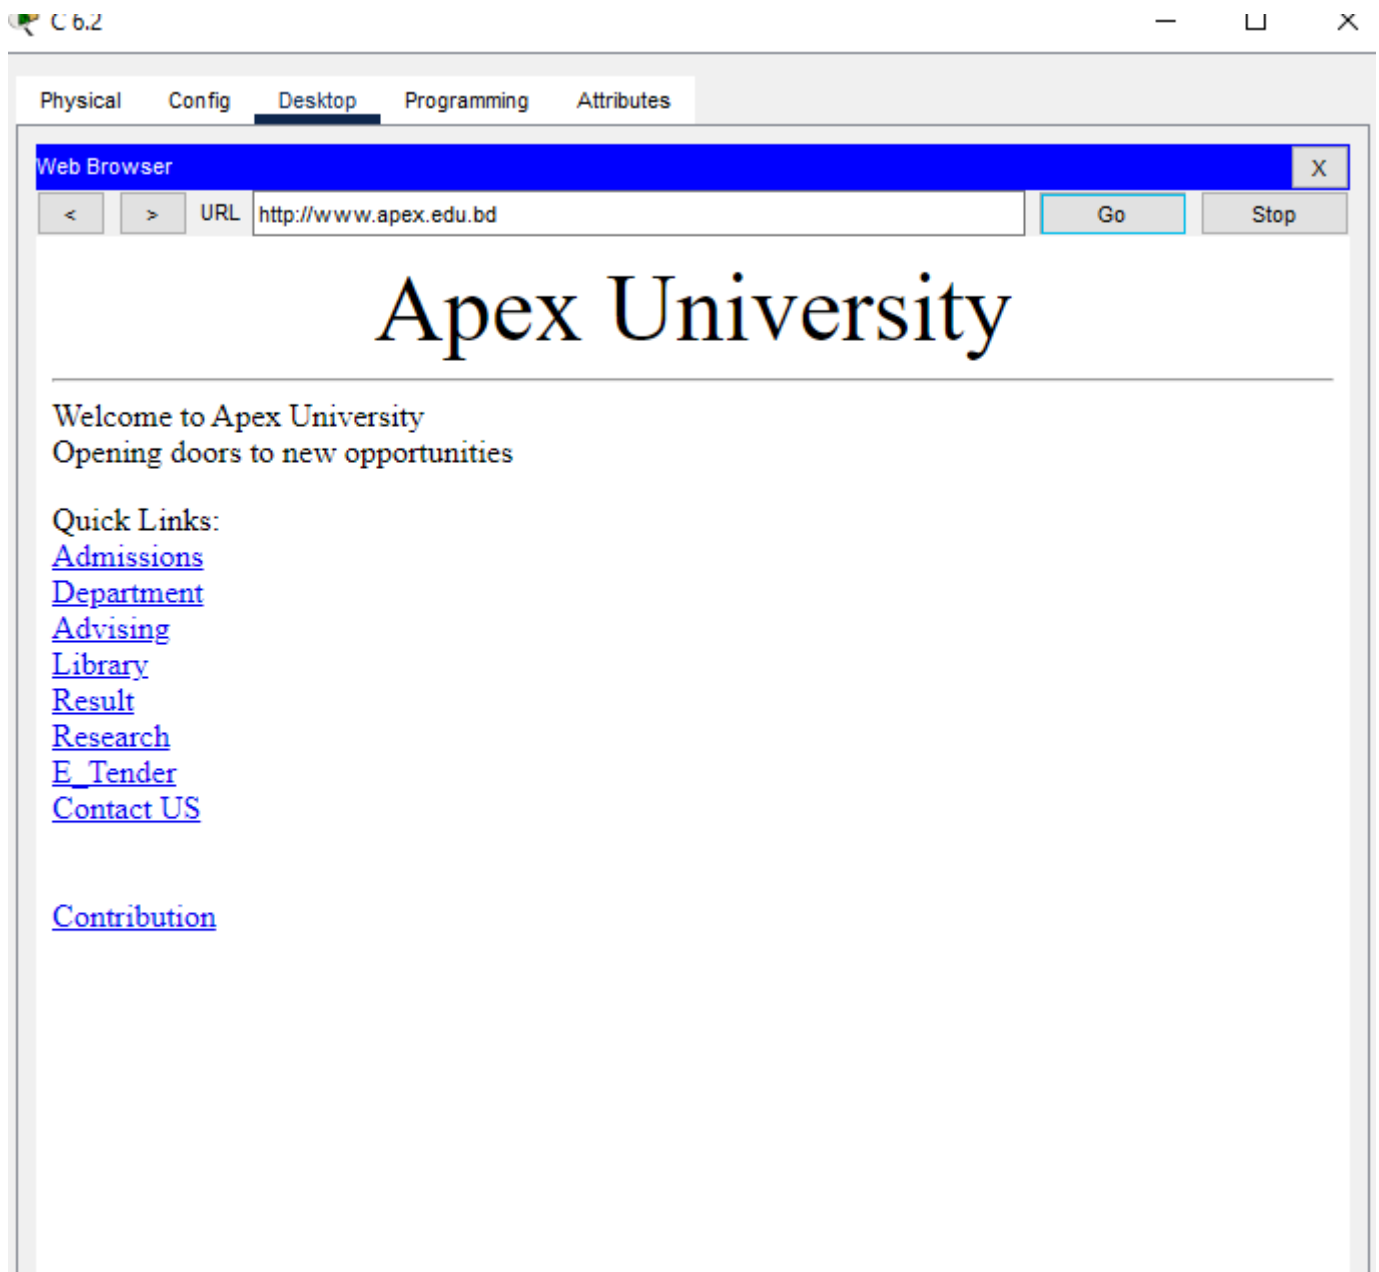 C 6.2
Physical Config Desktop Programming Attributes
Web Browser X
< > URL http://www.apex.edu.bd Go Stop
Apex University
Welcome to Apex University
Opening doors to new opportunities
Quick Links:
Admissions
Department
Advising
Library
Result
Research
E_Tender
Contact US
Contribution